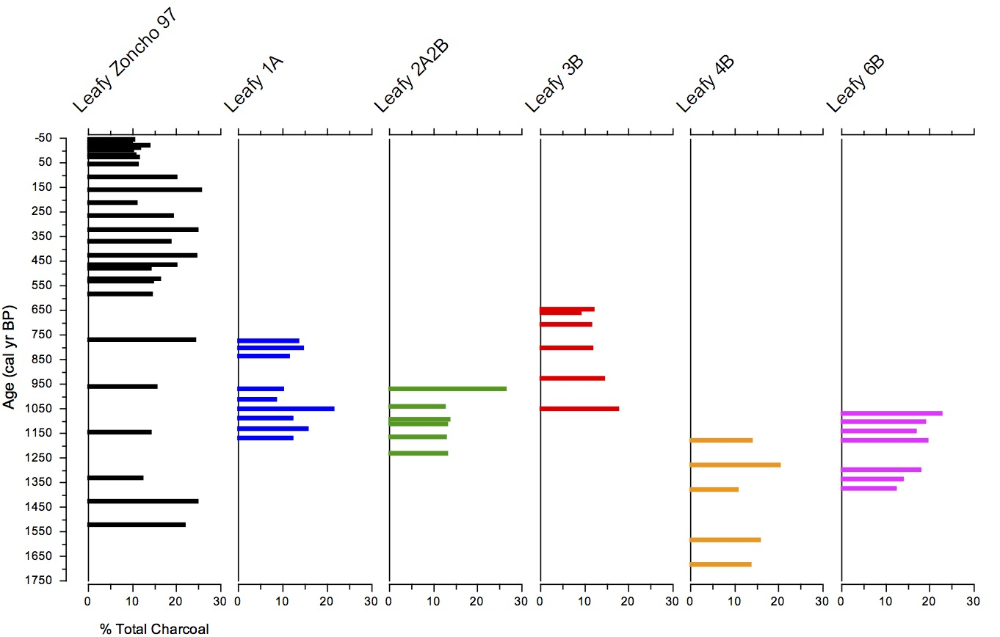 Leafy Zoncho 97
Leafy 1A
Leafy 2A2B
Leafy 3B
Leafy 4B
Leafy 6B
Age (cal yr BP)
-50
50
150
250
350
450
550
650
750
850
950
1050
1150
1250
1350
1450
1550
1650
1750
0 10 20 30
0 10 20 30
0 10 20 30
0 10 20 30
0 10 20 30
0 10 20 30
% Total Charcoal